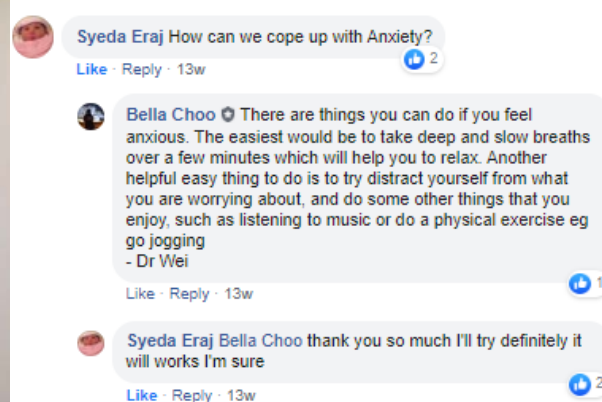 Syeda Eraj How can we cope up with Anxiety?
2
Like · Reply · 13w
Bella Choo There are things you can do if you feel
anxious. The easiest would be to take deep and slow breaths
over a few minutes which will help you to relax. Another
helpful easy thing to do is to try distract yourself from what
you are worrying about, and do some other things that you
enjoy, such as listening to music or do a physical exercise eg
go jogging
- Dr Wei
1
Like · Reply · 13w
Syeda Eraj Bella Choo thank you so much I'll try definitely it
will works I'm sure
2
Like · Reply · 13w